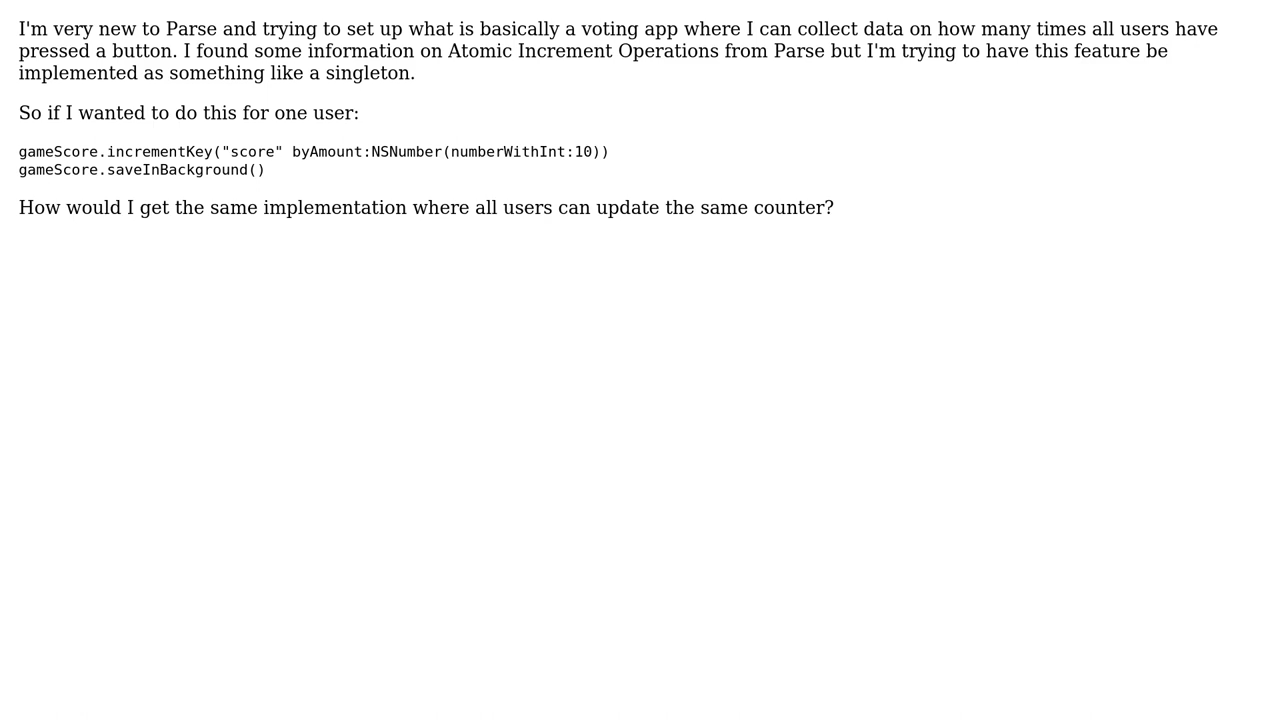 I'm very new to Parse and trying to set up what is basically a voting app where I can collect data on how many times all users have
pressed a button. I found some information on Atomic Increment Operations from Parse but I'm trying to have this feature be
implemented as something like a singleton.
So if I wanted to do this for one user:
gameScore.incrementKey("score" byAmount:NSNumber(numberWithInt:10))
gameScore.saveInBackground()
How would I get the same implementation where all users can update the same counter?